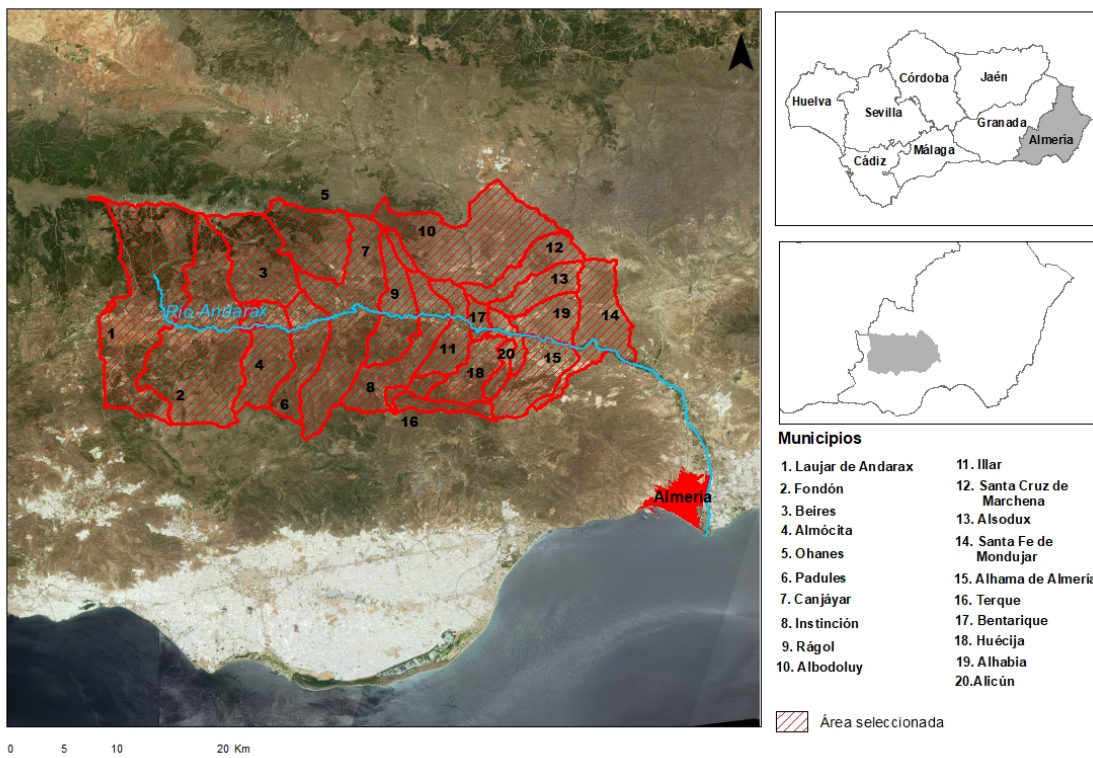 5
10
7
12
3
13
9
Río Andarax
17
19
14
1
11
20
15
4
18
2
8
6
16
Almería
0 5 10 20 Km
Córdoba
Jaén
Huelva
Sevilla
Granada
Almería
Málaga
Cádiz
Municipios
1. Laujar de Andarax
2. Fondón
3. Beires
4. Almócita
5. Ohanes
6. Padules
7. Canjáyar
8. Instinción
9. Rágol
10. Albodoluy
11. Illar
12. Santa Cruz de
Marchena
13. Alsodux
14. Santa Fe de
Mondujar
15. Alhama de Almería
16. Terque
17. Bentarique
18. Huécija
19. Alhabia
20.Alicún
Área seleccionada